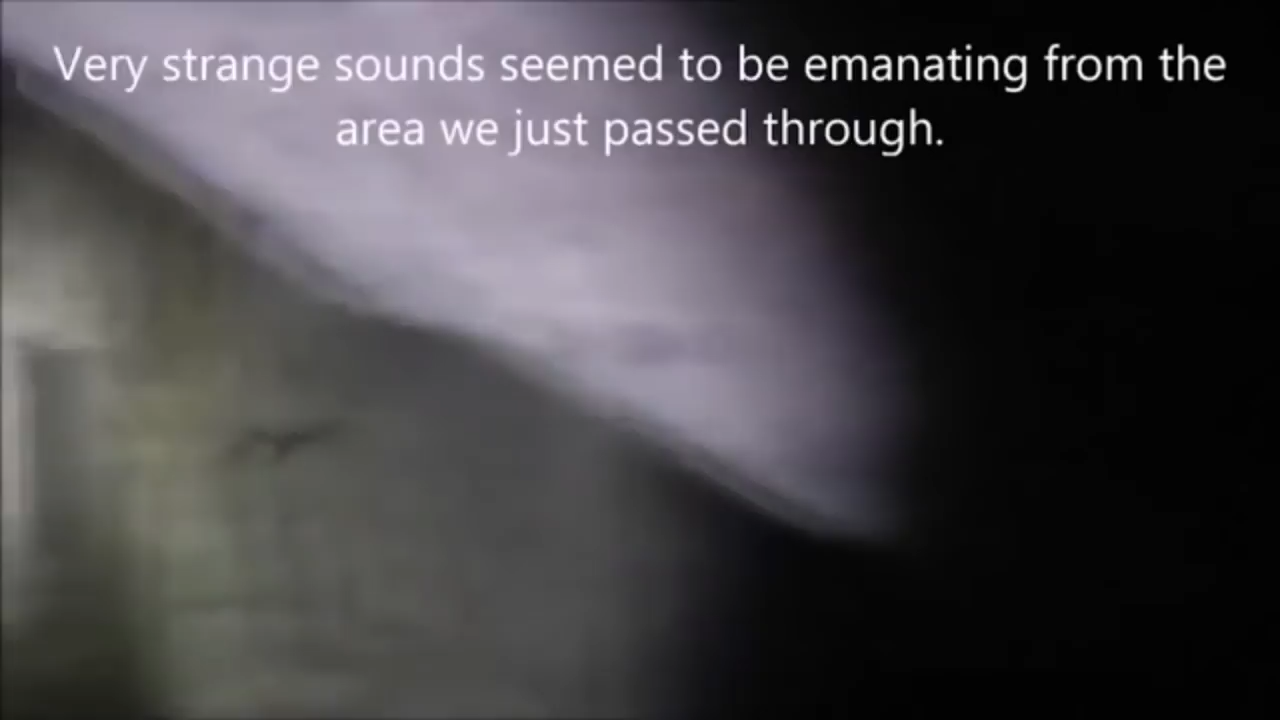 Very strange sounds seemed to be emanating from the
area we just passed through.